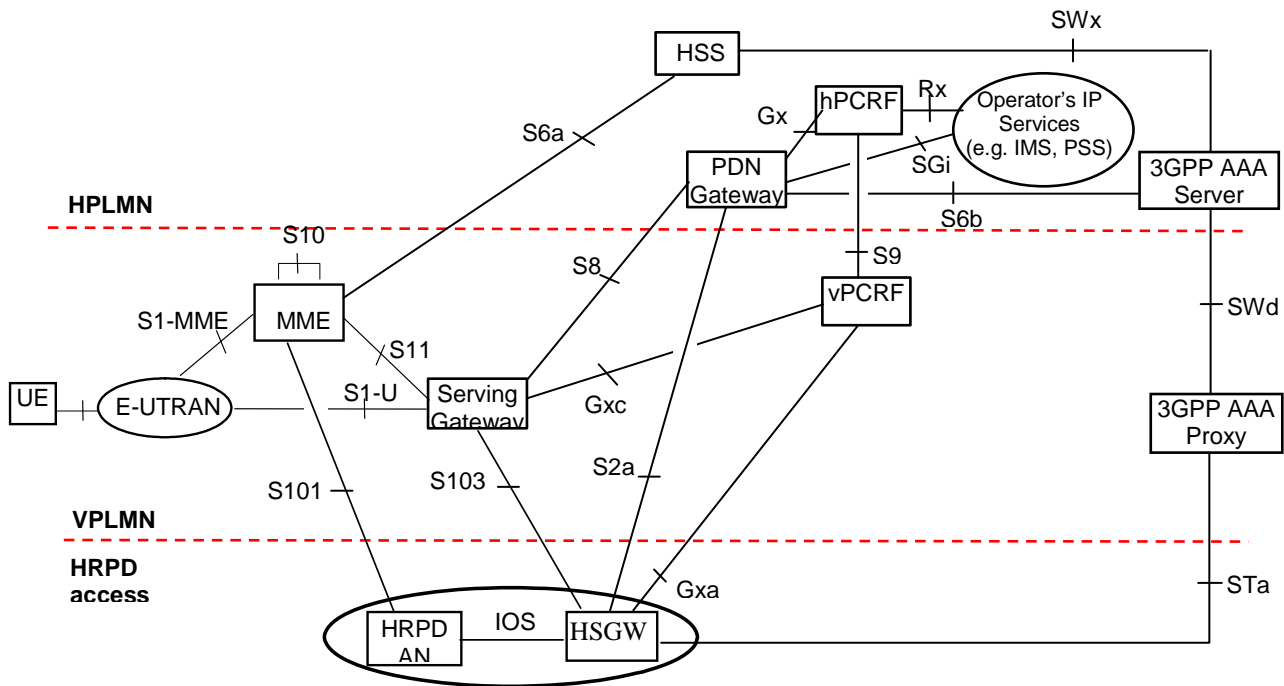 SWx
HSS
Rx
hPCRF
Operator's IP
Services
(e.g. IMS, PSS)
Gx
S6a
SGi
PDN
Gateway
3GPP AAA
Server
HPLMN
S6b
S10
S8
S9
vPCRF
SWd
S1-MME
MME
S11
UE
E-UTRAN
S1-U
Serving
Gateway
Gxc
3GPP AAA
Proxy
S101
S103
S2a
VPLMN
HRPD
access
Gxa
STa
IOS
HRPD
AN
HSGW